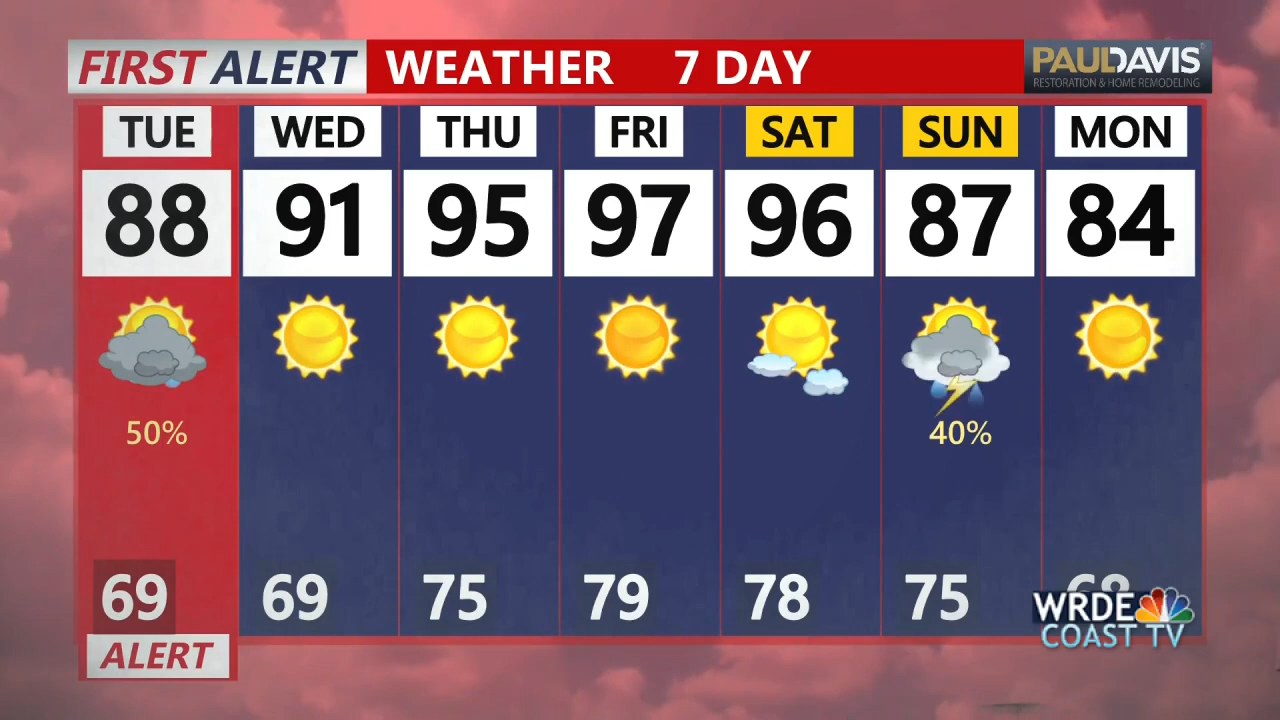 FIRST ALERT WEATHER 7 DAY
PAULDAVIS
RESTORATION & HOME REMODELING
TUE WED THU FRI SAT SUN MON
88 91 95 97 96 87 84
50% 40%
69 69 75 79 78 75
ALERT
WRDE
COAST TV